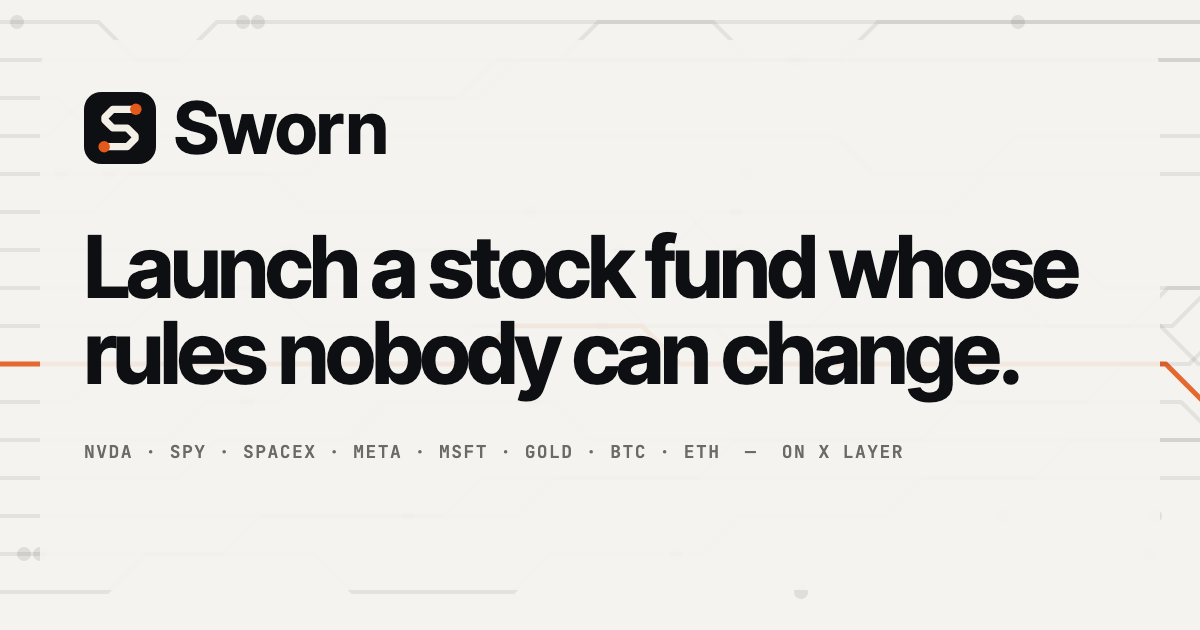 Sworn
Launch a stock fund whose
rules nobody can change.
NVDA · SPY · SPACEX · META · MSFT · GOLD · BTC · ETH — ON X LAYER